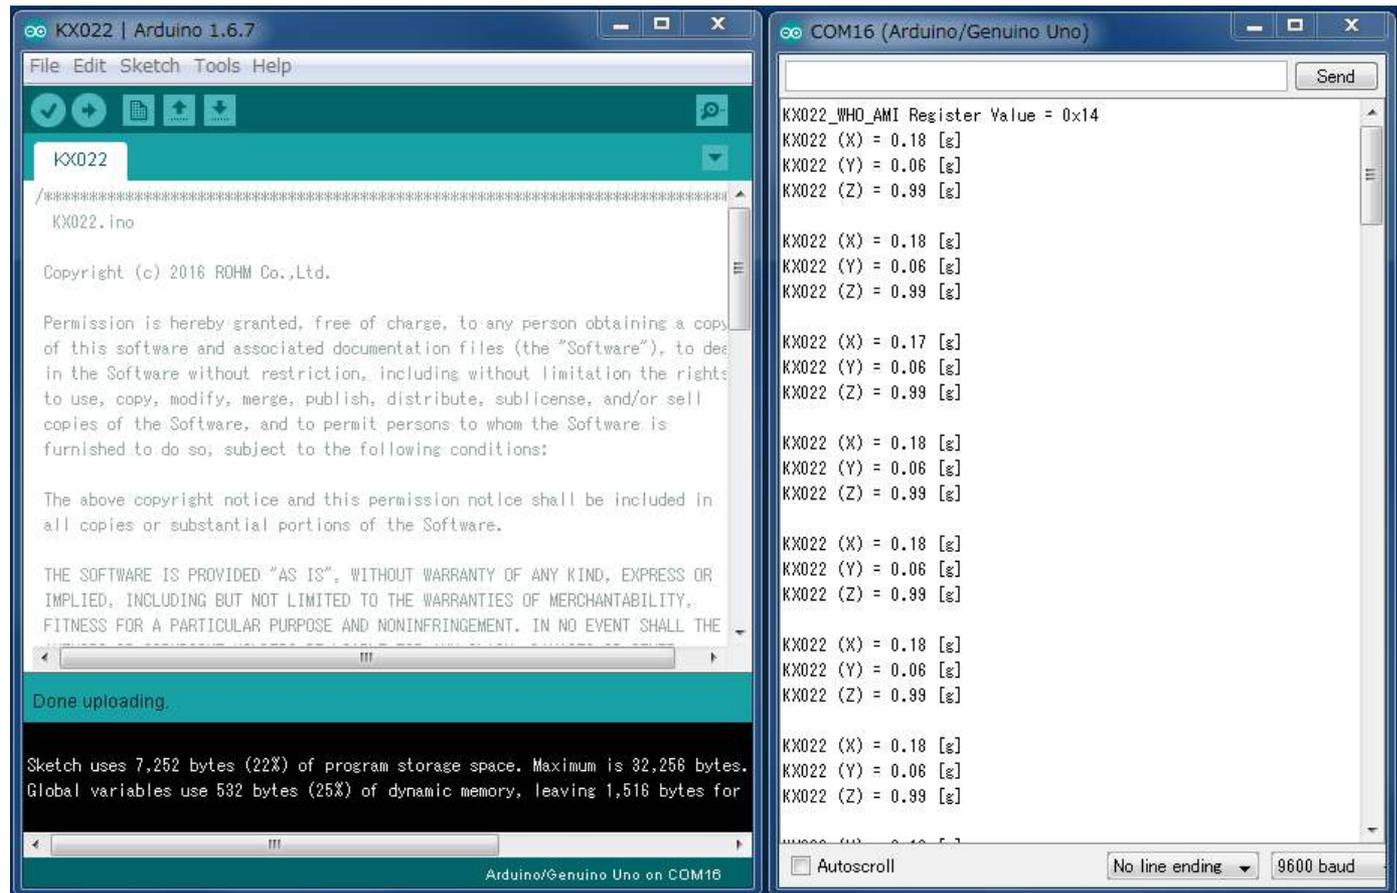 KX022 | Arduino 1.6.7
File Edit Sketch Tools Help
KX022
/******************************************************************************
KX022.ino
Copyright (c) 2016 ROHM Co.,Ltd.
Permission is hereby granted, free of charge, to any person obtaining a copy
of this software and associated documentation files (the "Software"), to dea
in the Software without restriction, including without limitation the rights
to use, copy, modify, merge, publish, distribute, sublicense, and/or sell
copies of the Software, and to permit persons to whom the Software is
furnished to do so, subject to the following conditions:
The above copyright notice and this permission notice shall be included in
all copies or substantial portions of the Software.
THE SOFTWARE IS PROVIDED "AS IS", WITHOUT WARRANTY OF ANY KIND, EXPRESS OR
IMPLIED, INCLUDING BUT NOT LIMITED TO THE WARRANTIES OF MERCHANTABILITY,
FITNESS FOR A PARTICULAR PURPOSE AND NONINFRINGEMENT. IN NO EVENT SHALL THE
Done uploading.
Sketch uses 7,252 bytes (22%) of program storage space. Maximum is 32,256 bytes.
Global variables use 532 bytes (25%) of dynamic memory, leaving 1,516 bytes for
Arduino/Genuino Uno on COM16
COM16 (Arduino/Genuino Uno)
Send
KX022_WHO_AMI Register Value = 0x14
KX022 (X) = 0.18 [g]
KX022 (Y) = 0.06 [g]
KX022 (Z) = 0.99 [g]
KX022 (X) = 0.18 [g]
KX022 (Y) = 0.06 [g]
KX022 (Z) = 0.99 [g]
KX022 (X) = 0.17 [g]
KX022 (Y) = 0.06 [g]
KX022 (Z) = 0.99 [g]
KX022 (X) = 0.18 [g]
KX022 (Y) = 0.06 [g]
KX022 (Z) = 0.99 [g]
KX022 (X) = 0.18 [g]
KX022 (Y) = 0.06 [g]
KX022 (Z) = 0.99 [g]
KX022 (X) = 0.18 [g]
KX022 (Y) = 0.06 [g]
KX022 (Z) = 0.99 [g]
KX022 (X) = 0.18 [g]
KX022 (Y) = 0.06 [g]
KX022 (Z) = 0.99 [g]
Autoscroll
No line ending
9600 baud